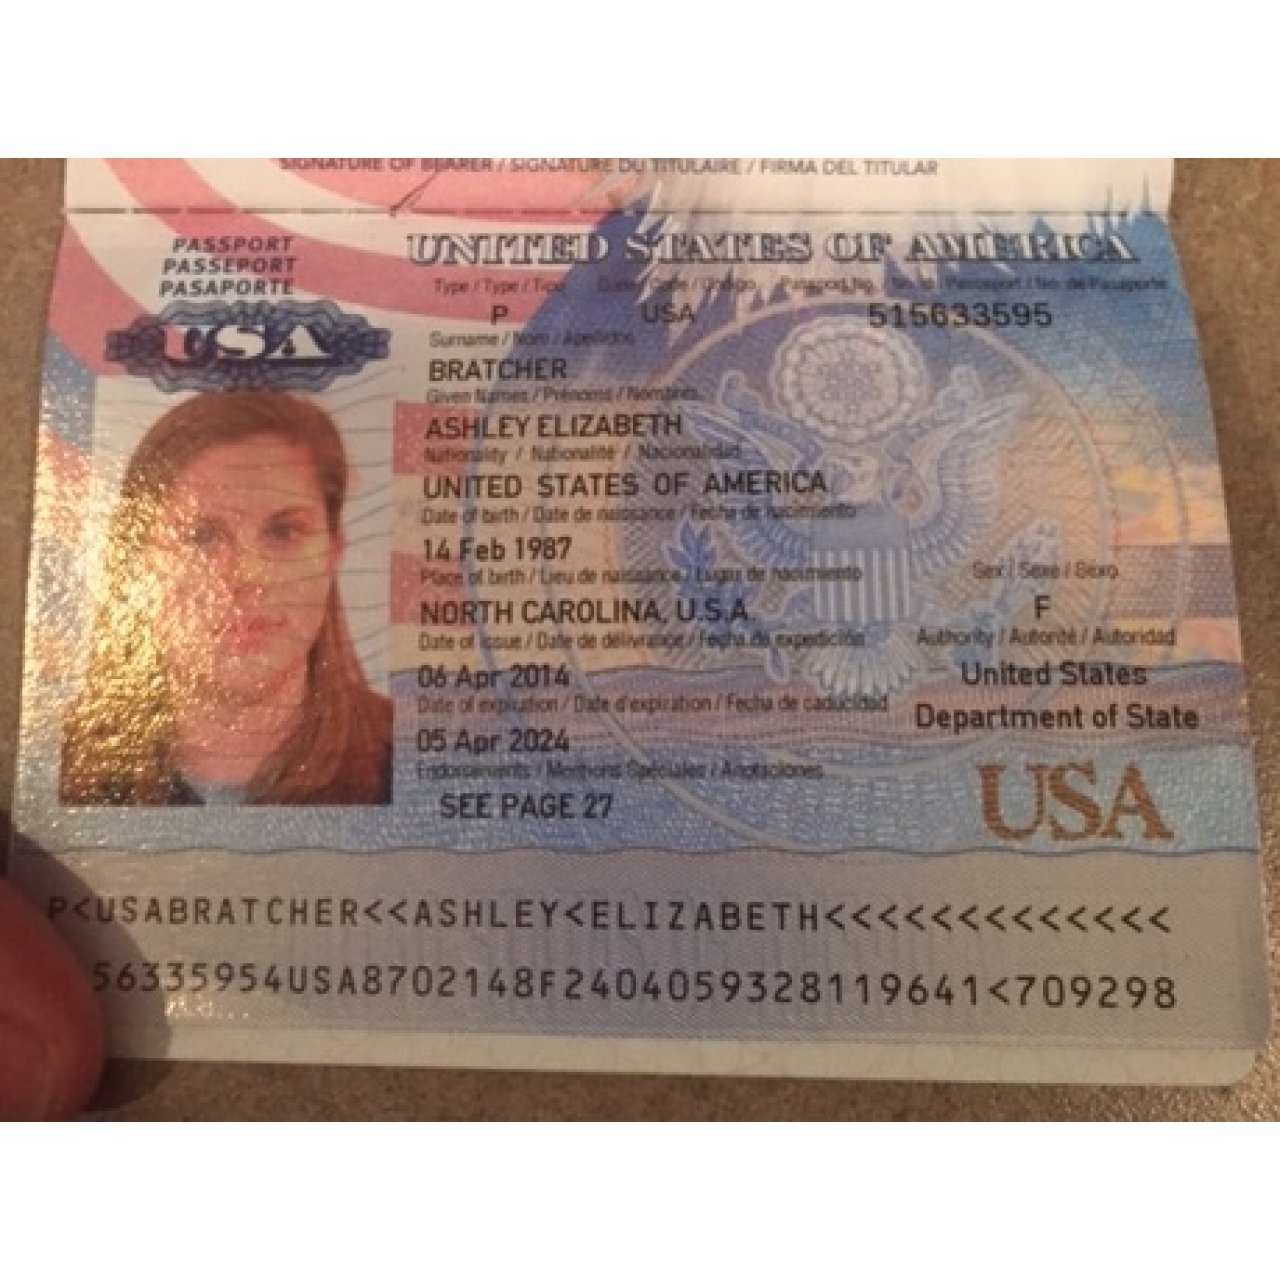 SIGNATURE OF BEARER / SIGNATURE DU TITULAIRE / FIRMA DEL TITULAR
PASSPORT
PASSEPORT
PASAPORTE
USA
UNITED STATES OF AMERICA
Type / Type / Tipo Code / Code / Código Passport No. / No. du Passeport / No. de Pasaporte
P USA 515633595
Surname / Nom / Apellidos
BRATCHER
Given Names / Prénoms / Nombres
ASHLEY ELIZABETH
Nationality / Nationalité / Nacionalidad
UNITED STATES OF AMERICA
Date of birth / Date de naissance / Fecha de nacimiento
14 Feb 1987
Place of birth / Lieu de naissance / Lugar de nacimiento Sex / Sexe / Sexo
NORTH CAROLINA, U.S.A. F
Date of issue / Date de délivrance / Fecha de expedición Authority / Autorité / Autoridad
06 Apr 2014 United States
Date of expiration / Date d'expiration / Fecha de caducidad Department of State
05 Apr 2024
Endorsements / Mentions Spéciales / Anotaciones
SEE PAGE 27
USA
P<USABRATCHER<<ASHLEY<ELIZABETH<<<<<<<<<<<<<
56335954USA8702148F2404059328119641<709298